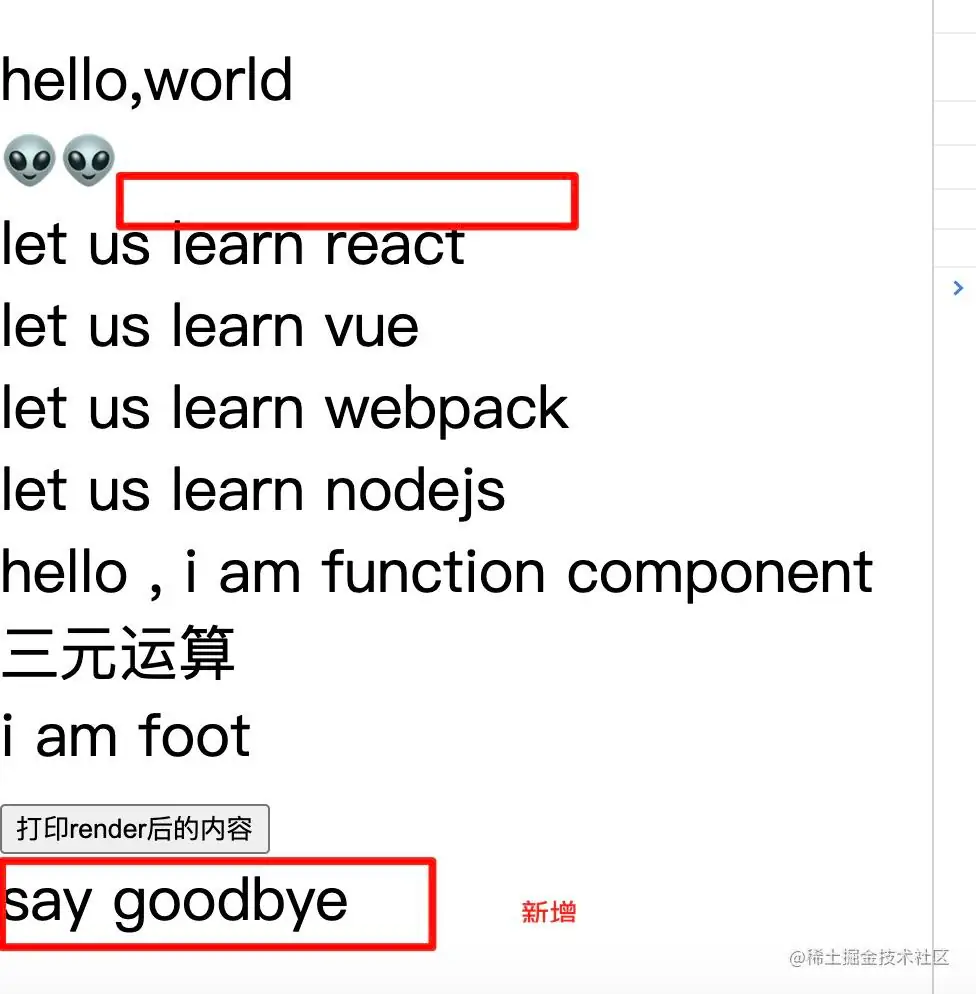 hello,world
👽👽
let us learn react
let us learn vue
let us learn webpack
let us learn nodejs
hello , i am function component
三元运算
i am foot
打印render后的内容
say goodbye
新增
@稀土掘金技术社区